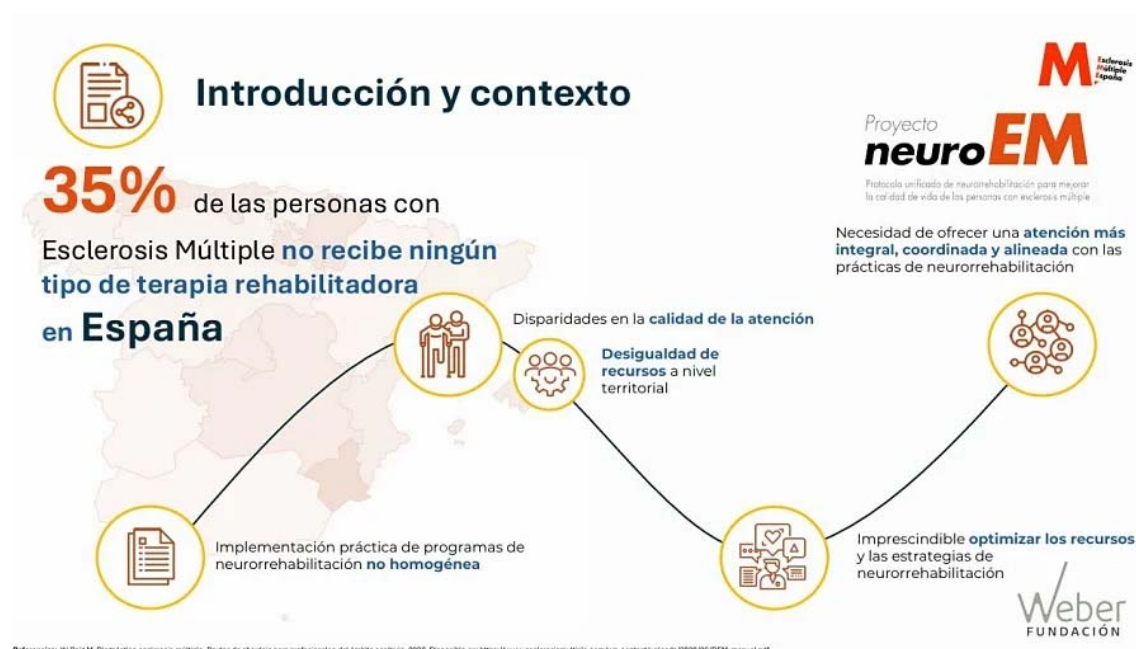 Introducción y contexto
35% de las personas con
Esclerosis Múltiple no recibe ningún
tipo de terapia rehabilitadora
en España
M Esclerosis
Múltiple
España
Proyecto
neuroEM
Protocolo unificado de neurorrehabilitación para mejorar
la calidad de vida de las personas con esclerosis múltiple
Necesidad de ofrecer una atención más
integral, coordinada y alineada con las
prácticas de neurorrehabilitación
Disparidades en la calidad de la atención
Desigualdad de
recursos a nivel
territorial
Implementación práctica de programas de
neurorrehabilitación no homogénea
Imprescindible optimizar los recursos
y las estrategias de
neurorrehabilitación
Weber
FUNDACIÓN